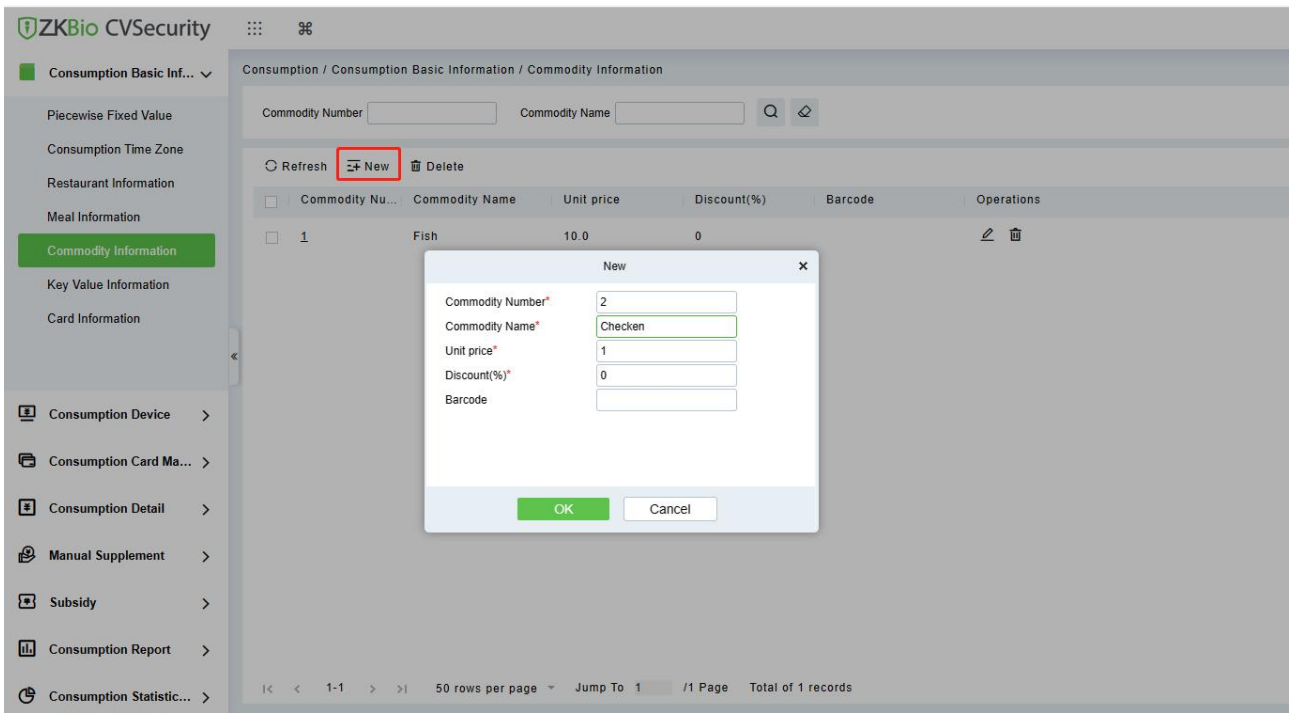 ZKBio CVSecurity
Consumption Basic Inf...
Piecewise Fixed Value
Consumption Time Zone
Restaurant Information
Meal Information
Commodity Information
Key Value Information
Card Information
Consumption Device
Consumption Card Ma...
Consumption Detail
Manual Supplement
Subsidy
Consumption Report
Consumption Statistic...
Consumption / Consumption Basic Information / Commodity Information
Commodity Number Commodity Name
Refresh New Delete
Commodity Nu... Commodity Name Unit price Discount(%) Barcode Operations
1 Fish 10.0 0
New
Commodity Number* 2
Commodity Name* Checken
Unit price* 1
Discount(%)* 0
Barcode
OK Cancel
1-1 50 rows per page Jump To 1 /1 Page Total of 1 records